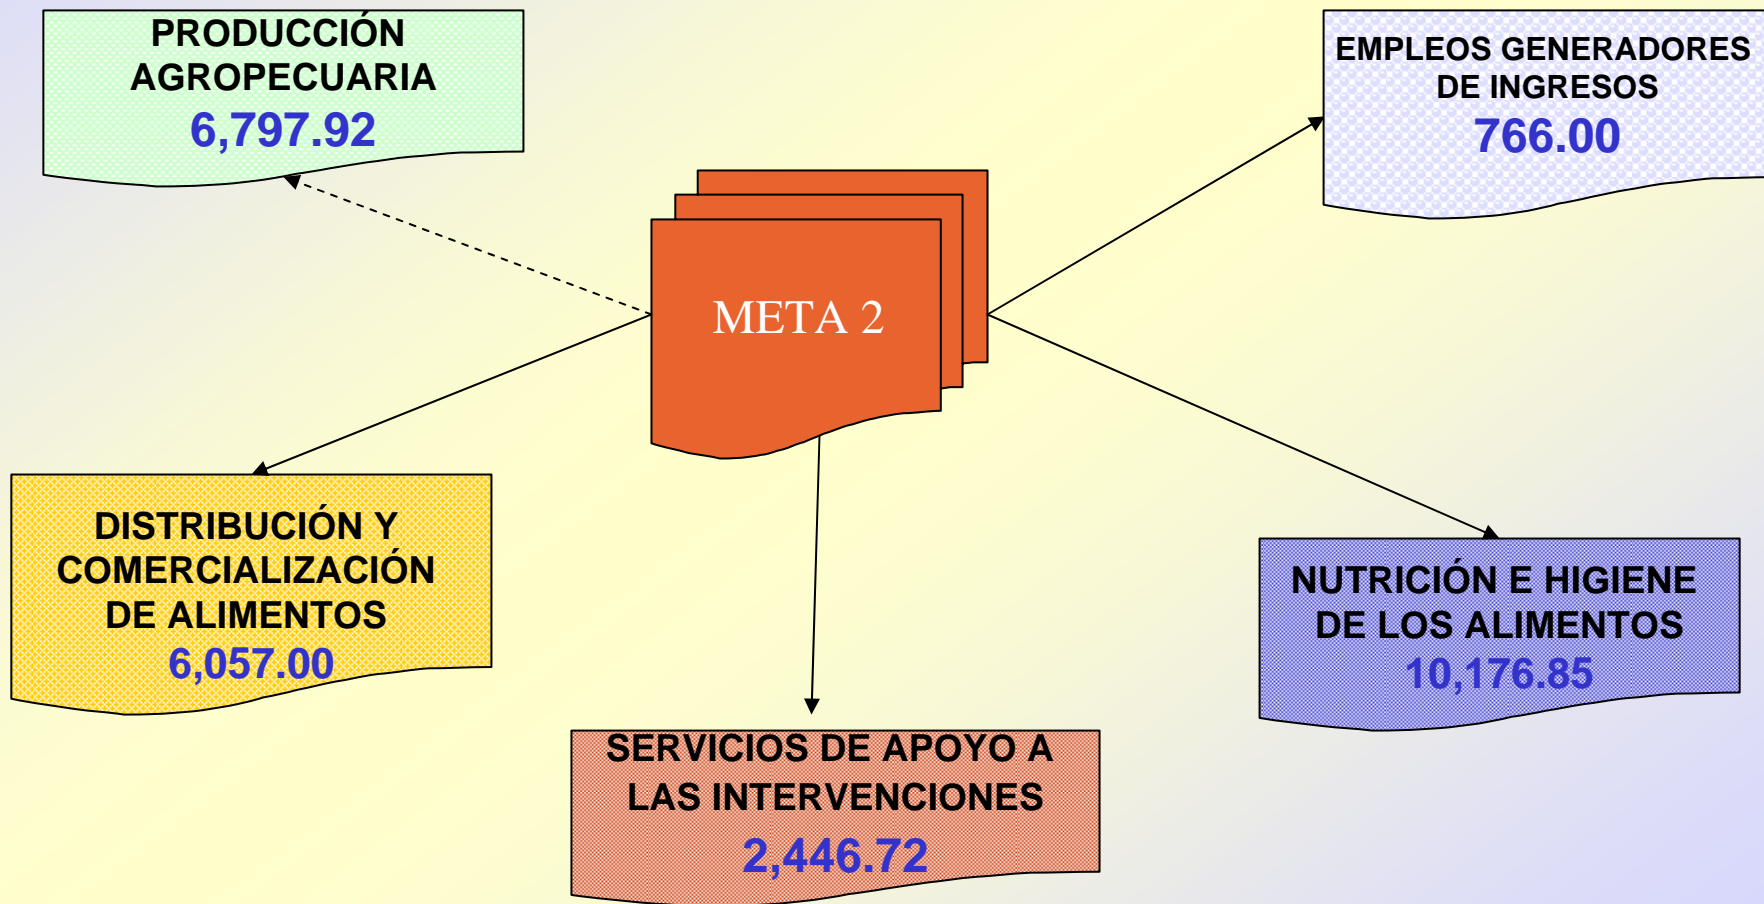 PRODUCCIÓN
AGROPECUARIA
6,797.92
EMPLEOS GENERADORES
DE INGRESOS
766.00
META 2
DISTRIBUCIÓN Y
COMERCIALIZACIÓN
DE ALIMENTOS
6,057.00
NUTRICIÓN E HIGIENE
DE LOS ALIMENTOS
10,176.85
SERVICIOS DE APOYO A
LAS INTERVENCIONES
2,446.72